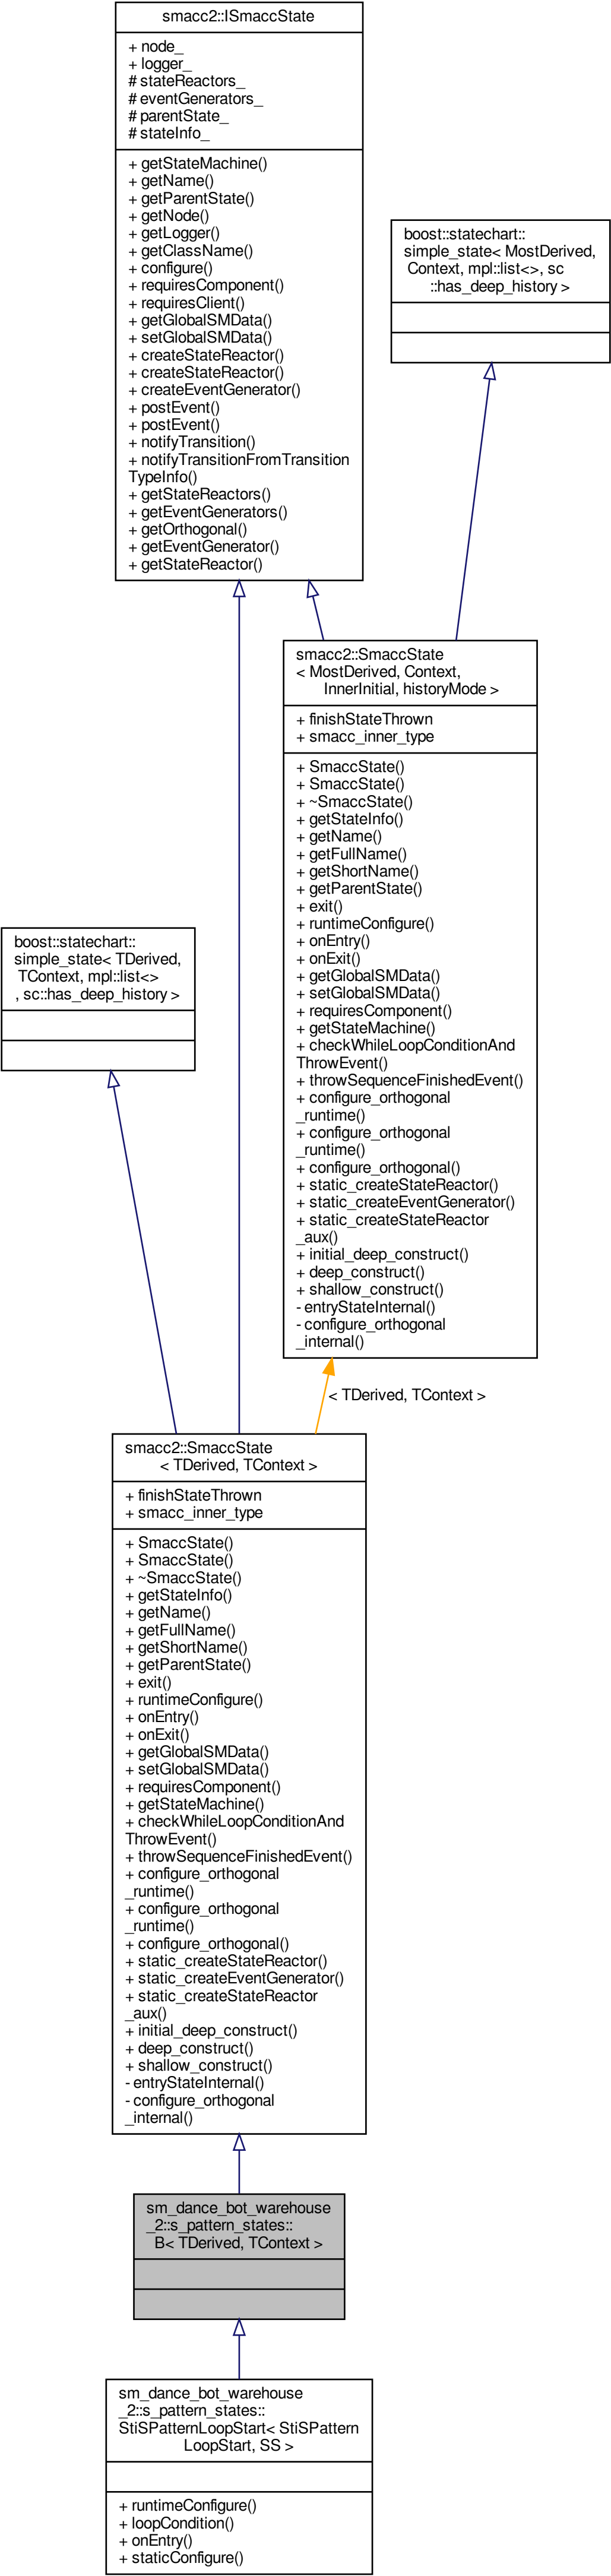 smacc2::ISmaccState
+ node_
+ logger_
# stateReactors_
# eventGenerators_
# parentState_
# stateInfo_
+ getStateMachine()
+ getName()
+ getParentState()
+ getNode()
+ getLogger()
+ getClassName()
+ configure()
+ requiresComponent()
+ requiresClient()
+ getGlobalSMData()
+ setGlobalSMData()
+ createStateReactor()
+ createStateReactor()
+ createEventGenerator()
+ postEvent()
+ postEvent()
+ notifyTransition()
+ notifyTransitionFromTransition
TypeInfo()
+ getStateReactors()
+ getEventGenerators()
+ getOrthogonal()
+ getEventGenerator()
+ getStateReactor()
boost::statechart::
simple_state< MostDerived,
Context, mpl::list<>, sc
::has_deep_history >
smacc2::SmaccState
< MostDerived, Context,
InnerInitial, historyMode >
+ finishStateThrown
+ smacc_inner_type
+ SmaccState()
+ SmaccState()
+ ~SmaccState()
+ getStateInfo()
+ getName()
+ getFullName()
+ getShortName()
+ getParentState()
+ exit()
+ runtimeConfigure()
+ onEntry()
+ onExit()
+ getGlobalSMData()
+ setGlobalSMData()
+ requiresComponent()
+ getStateMachine()
+ checkWhileLoopConditionAnd
ThrowEvent()
+ throwSequenceFinishedEvent()
+ configure_orthogonal
_runtime()
+ configure_orthogonal
_runtime()
+ configure_orthogonal()
+ static_createStateReactor()
+ static_createEventGenerator()
+ static_createStateReactor
_aux()
+ initial_deep_construct()
+ deep_construct()
+ shallow_construct()
- entryStateInternal()
- configure_orthogonal
_internal()
boost::statechart::
simple_state< TDerived,
TContext, mpl::list<>
, sc::has_deep_history >
< TDerived, TContext >
smacc2::SmaccState
< TDerived, TContext >
+ finishStateThrown
+ smacc_inner_type
+ SmaccState()
+ SmaccState()
+ ~SmaccState()
+ getStateInfo()
+ getName()
+ getFullName()
+ getShortName()
+ getParentState()
+ exit()
+ runtimeConfigure()
+ onEntry()
+ onExit()
+ getGlobalSMData()
+ setGlobalSMData()
+ requiresComponent()
+ getStateMachine()
+ checkWhileLoopConditionAnd
ThrowEvent()
+ throwSequenceFinishedEvent()
+ configure_orthogonal
_runtime()
+ configure_orthogonal
_runtime()
+ configure_orthogonal()
+ static_createStateReactor()
+ static_createEventGenerator()
+ static_createStateReactor
_aux()
+ initial_deep_construct()
+ deep_construct()
+ shallow_construct()
- entryStateInternal()
- configure_orthogonal
_internal()
sm_dance_bot_warehouse
_2::s_pattern_states::
B< TDerived, TContext >
sm_dance_bot_warehouse
_2::s_pattern_states::
StiSPatternLoopStart< StiSPattern
LoopStart, SS >
+ runtimeConfigure()
+ loopCondition()
+ onEntry()
+ staticConfigure()